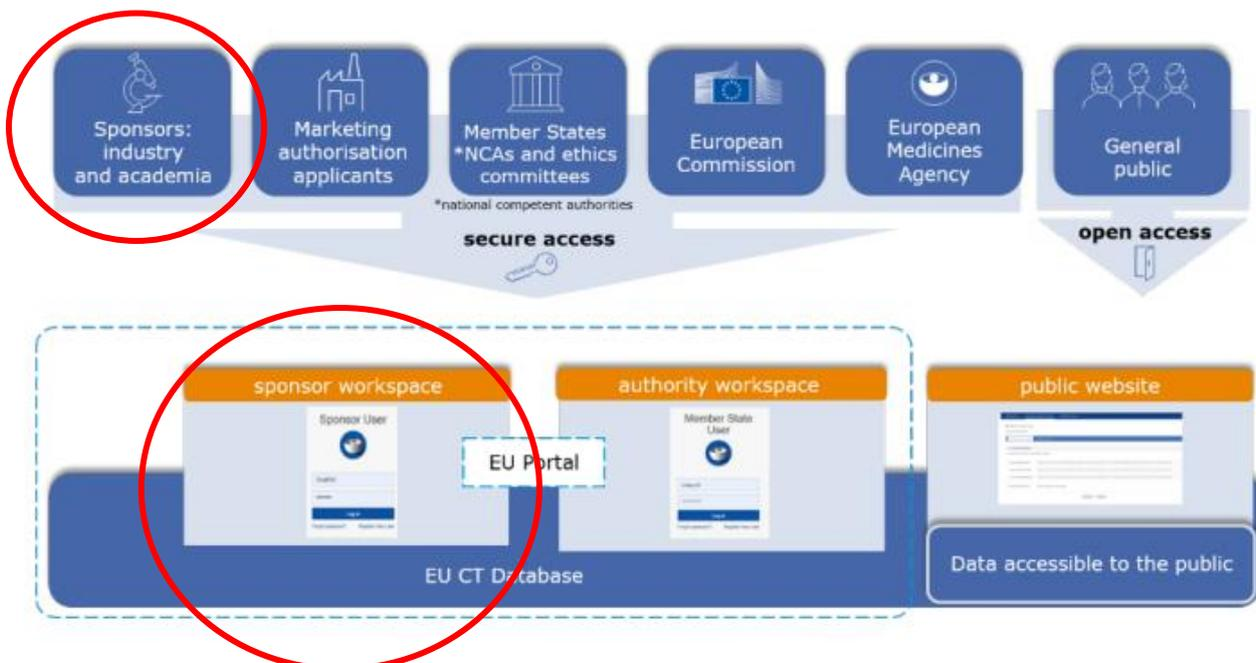 Sponsors:
industry
and academia
Marketing
authorisation
applicants
Member States
*NCAs and ethics
committees
European
Commission
European
Medicines
Agency
General
public
*national competent authorities
secure access
open access
sponsor workspace
authority workspace
public website
Sponsor User
Member State
User
EU Portal
Log in
Log in
EU CT Database
Data accessible to the public